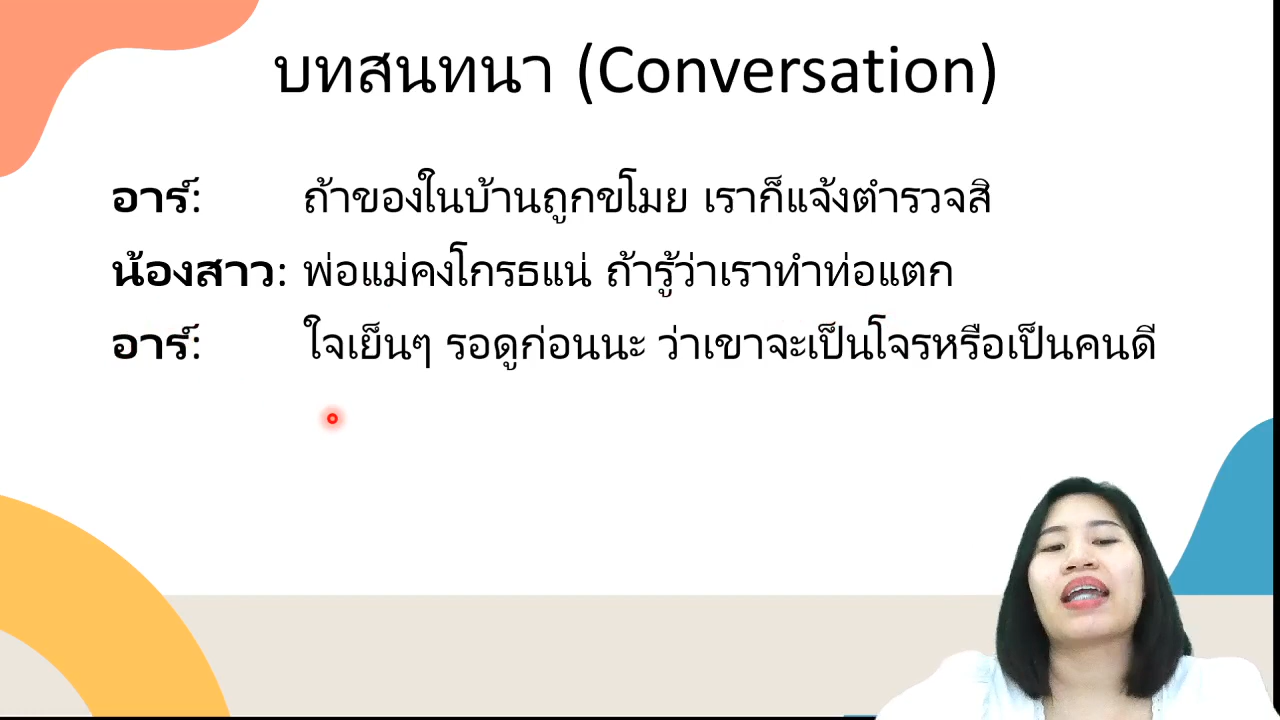 บทสนทนา (Conversation)
อาร์: ถ้าของในบ้านถูกขโมย เราก็แจ้งตำรวจสิ
น้องสาว: พ่อแม่คงโกรธแน่ ถ้ารู้ว่าเราทำท่อแตก
อาร์: ใจเย็นๆ รอดูก่อนนะ ว่าเขาจะเป็นโจรหรือเป็นคนดี